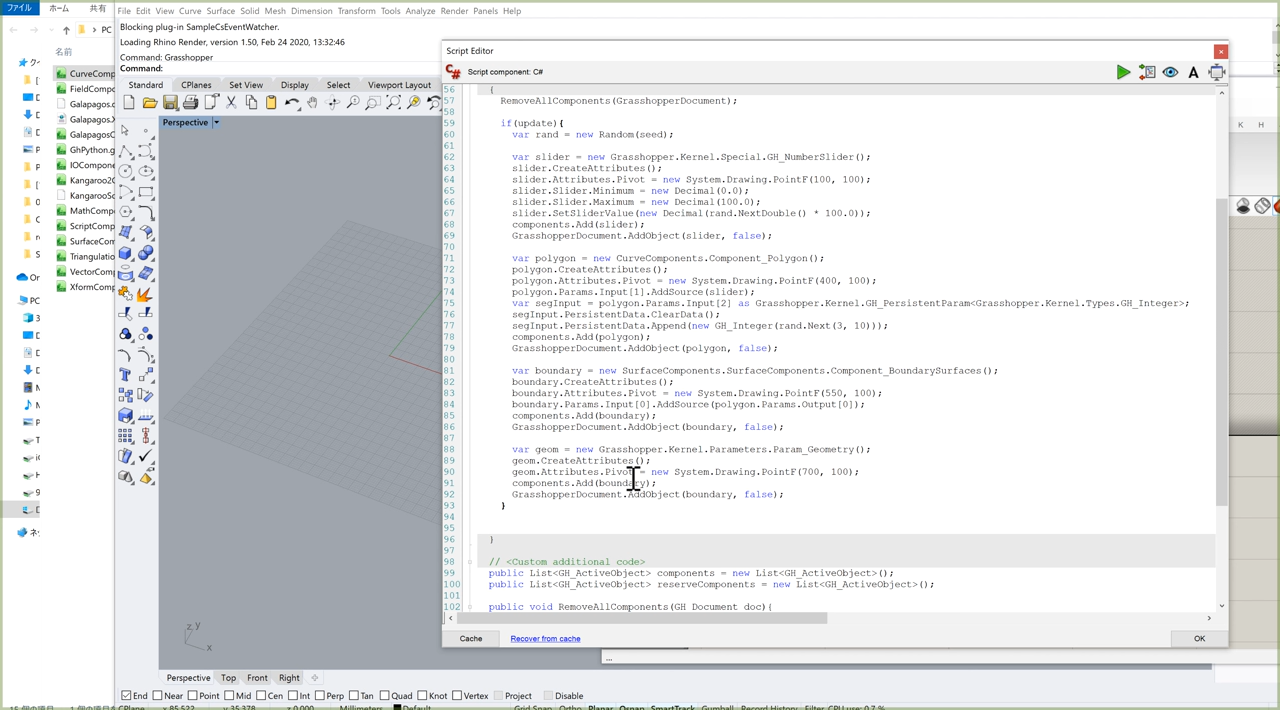 ファイル ホーム 共有
PC
名前
CurveComp
FieldCompo
Galapagos.c
Galapagos.X
GalapagosC
GhPython.g
IOCompone
Kangaroo2C
KangarooSo
MathComp
ScriptComp
SurfaceCom
Triangulatio
VectorComp
XformComp
File Edit View Curve Surface Solid Mesh Dimension Transform Tools Analyze Render Panels Help
Blocking plug-in SampleCsEventWatcher.
Loading Rhino Render, version 1.50, Feb 24 2020, 13:32:46
Command: Grasshopper
Command:
Standard CPlanes Set View Display Select Viewport Layout
Perspective
Script Editor
Script component: C#
56 {
57 RemoveAllComponents(GrasshopperDocument);
58
59 if(update){
60 var rand = new Random(seed);
61
62 var slider = new Grasshopper.Kernel.Special.GH_NumberSlider();
63 slider.CreateAttributes();
64 slider.Attributes.Pivot = new System.Drawing.PointF(100, 100);
65 slider.Slider.Minimum = new Decimal(0.0);
66 slider.Slider.Maximum = new Decimal(100.0);
67 slider.SetSliderValue(new Decimal(rand.NextDouble() * 100.0));
68 components.Add(slider);
69 GrasshopperDocument.AddObject(slider, false);
70
71 var polygon = new CurveComponents.Component_Polygon();
72 polygon.CreateAttributes();
73 polygon.Attributes.Pivot = new System.Drawing.PointF(400, 100);
74 polygon.Params.Input[1].AddSource(slider);
75 var segInput = polygon.Params.Input[2] as Grasshopper.Kernel.GH_PersistentParam<Grasshopper.Kernel.Types.GH_Integer>;
76 segInput.PersistentData.ClearData();
77 segInput.PersistentData.Append(new GH_Integer(rand.Next(3, 10)));
78 components.Add(polygon);
79 GrasshopperDocument.AddObject(polygon, false);
80
81 var boundary = new SurfaceComponents.SurfaceComponents.Component_BoundarySurfaces();
82 boundary.CreateAttributes();
83 boundary.Attributes.Pivot = new System.Drawing.PointF(550, 100);
84 boundary.Params.Input[0].AddSource(polygon.Params.Output[0]);
85 components.Add(boundary);
86 GrasshopperDocument.AddObject(boundary, false);
87
88 var geom = new Grasshopper.Kernel.Parameters.Param_Geometry();
89 geom.CreateAttributes();
90 geom.Attributes.Pivot = new System.Drawing.PointF(700, 100);
91 components.Add(boundary);
92 GrasshopperDocument.AddObject(boundary, false);
93 }
94
95
96 }
97
98 // <Custom additional code>
99 public List<GH_ActiveObject> components = new List<GH_ActiveObject>();
100 public List<GH_ActiveObject> reserveComponents = new List<GH_ActiveObject>();
101
102 public void RemoveAllComponents(GH_Document doc){
Cache Recover from cache OK
K H
z y
x
...
Perspective Top Front Right
End Near Point Mid Cen Int Perp Tan Quad Knot Vertex Project Disable
CPlane x 85.522 y 35.378 z 0.000 Millimeters Default Grid Snap Ortho Planar Osnap SmartTrack Gumball Record History Filter CPU use: 0.7 %